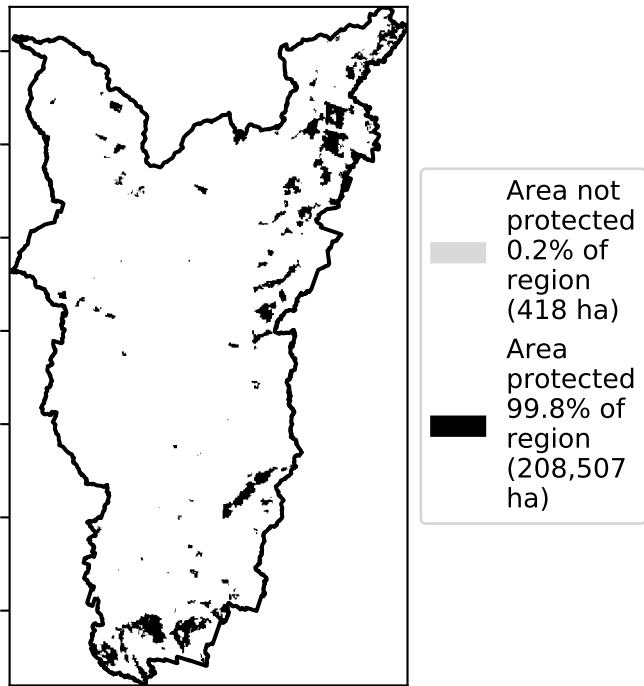 Area not
protected
0.2% of
region
(418 ha)
Area
protected
99.8% of
region
(208,507
ha)